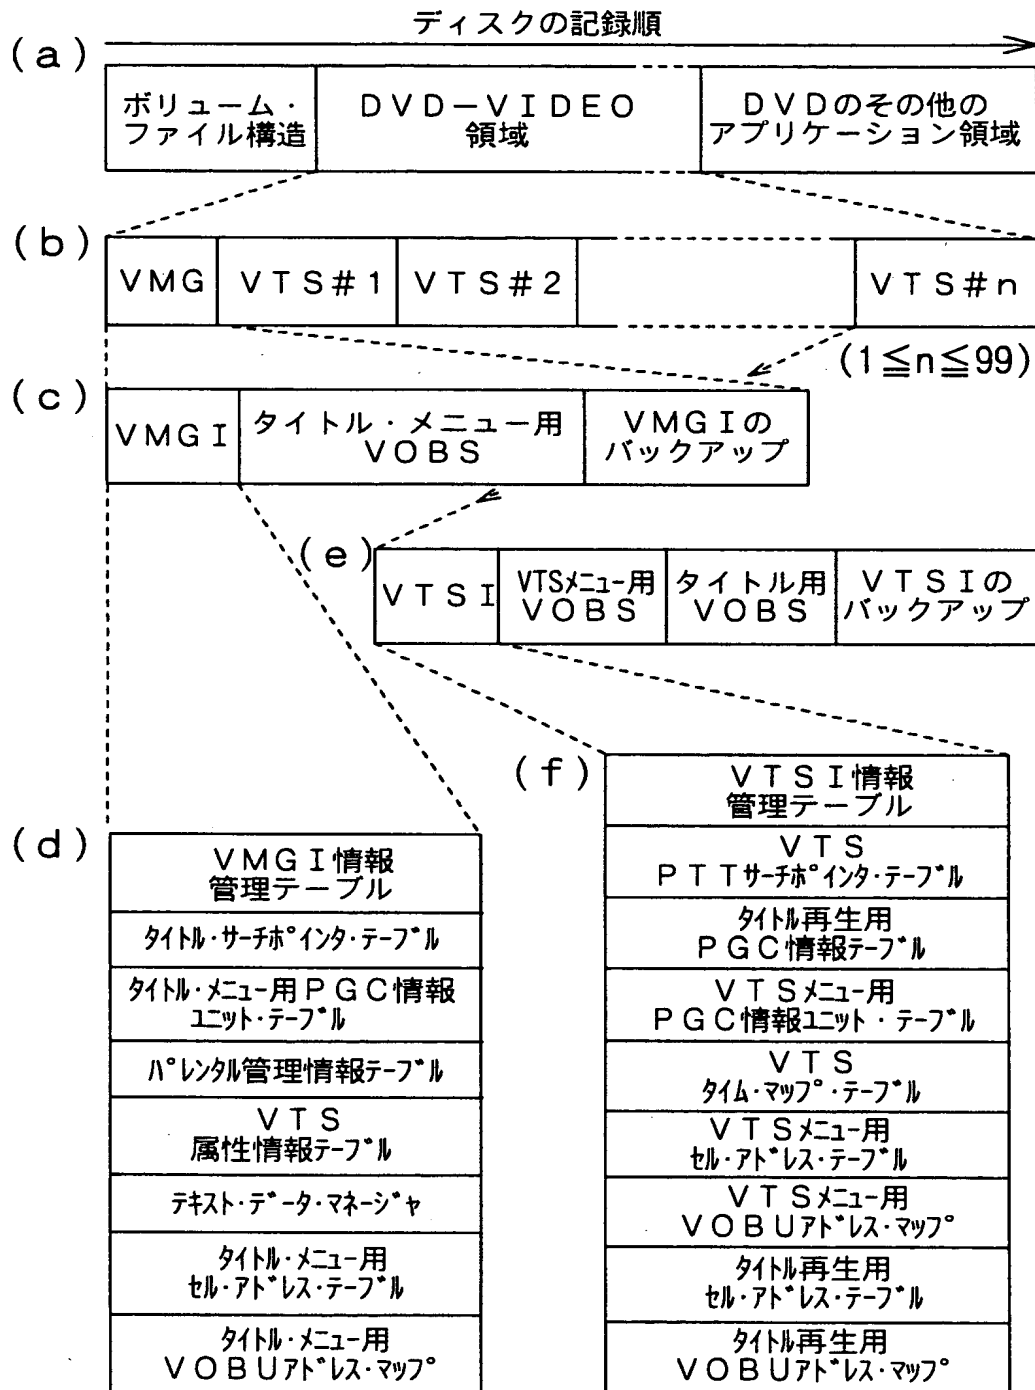 ディスクの記録順
(a)
ボリューム・
ファイル構造
DVD−VIDEO
領域
DVDのその他の
アプリケーション領域
(b)
VMG
VTS#1
VTS#2
VTS#n
(1≦n≦99)
(c)
VMGI
タイトル・メニュー用
VOBS
VMGIの
バックアップ
(e)
VTSI
VTSメニュー用
VOBS
タイトル用
VOBS
VTSIの
バックアップ
(d)
VMGI情報
管理テーブル
タイトル・サーチポインタ・テーブル
タイトル・メニュー用PGC情報
ユニット・テーブル
パレンタル管理情報テーブル
VTS
属性情報テーブル
テキスト・データ・マネージャ
タイトル・メニュー用
セル・アドレス・テーブル
タイトル・メニュー用
VOBUアドレス・マップ
(f)
VTSI情報
管理テーブル
VTS
PTTサーチポインタ・テーブル
タイトル再生用
PGC情報テーブル
VTSメニュー用
PGC情報ユニット・テーブル
VTS
タイム・マップ・テーブル
VTSメニュー用
セル・アドレス・テーブル
VTSメニュー用
VOBUアドレス・マップ
タイトル再生用
セル・アドレス・テーブル
タイトル再生用
VOBUアドレス・マップ